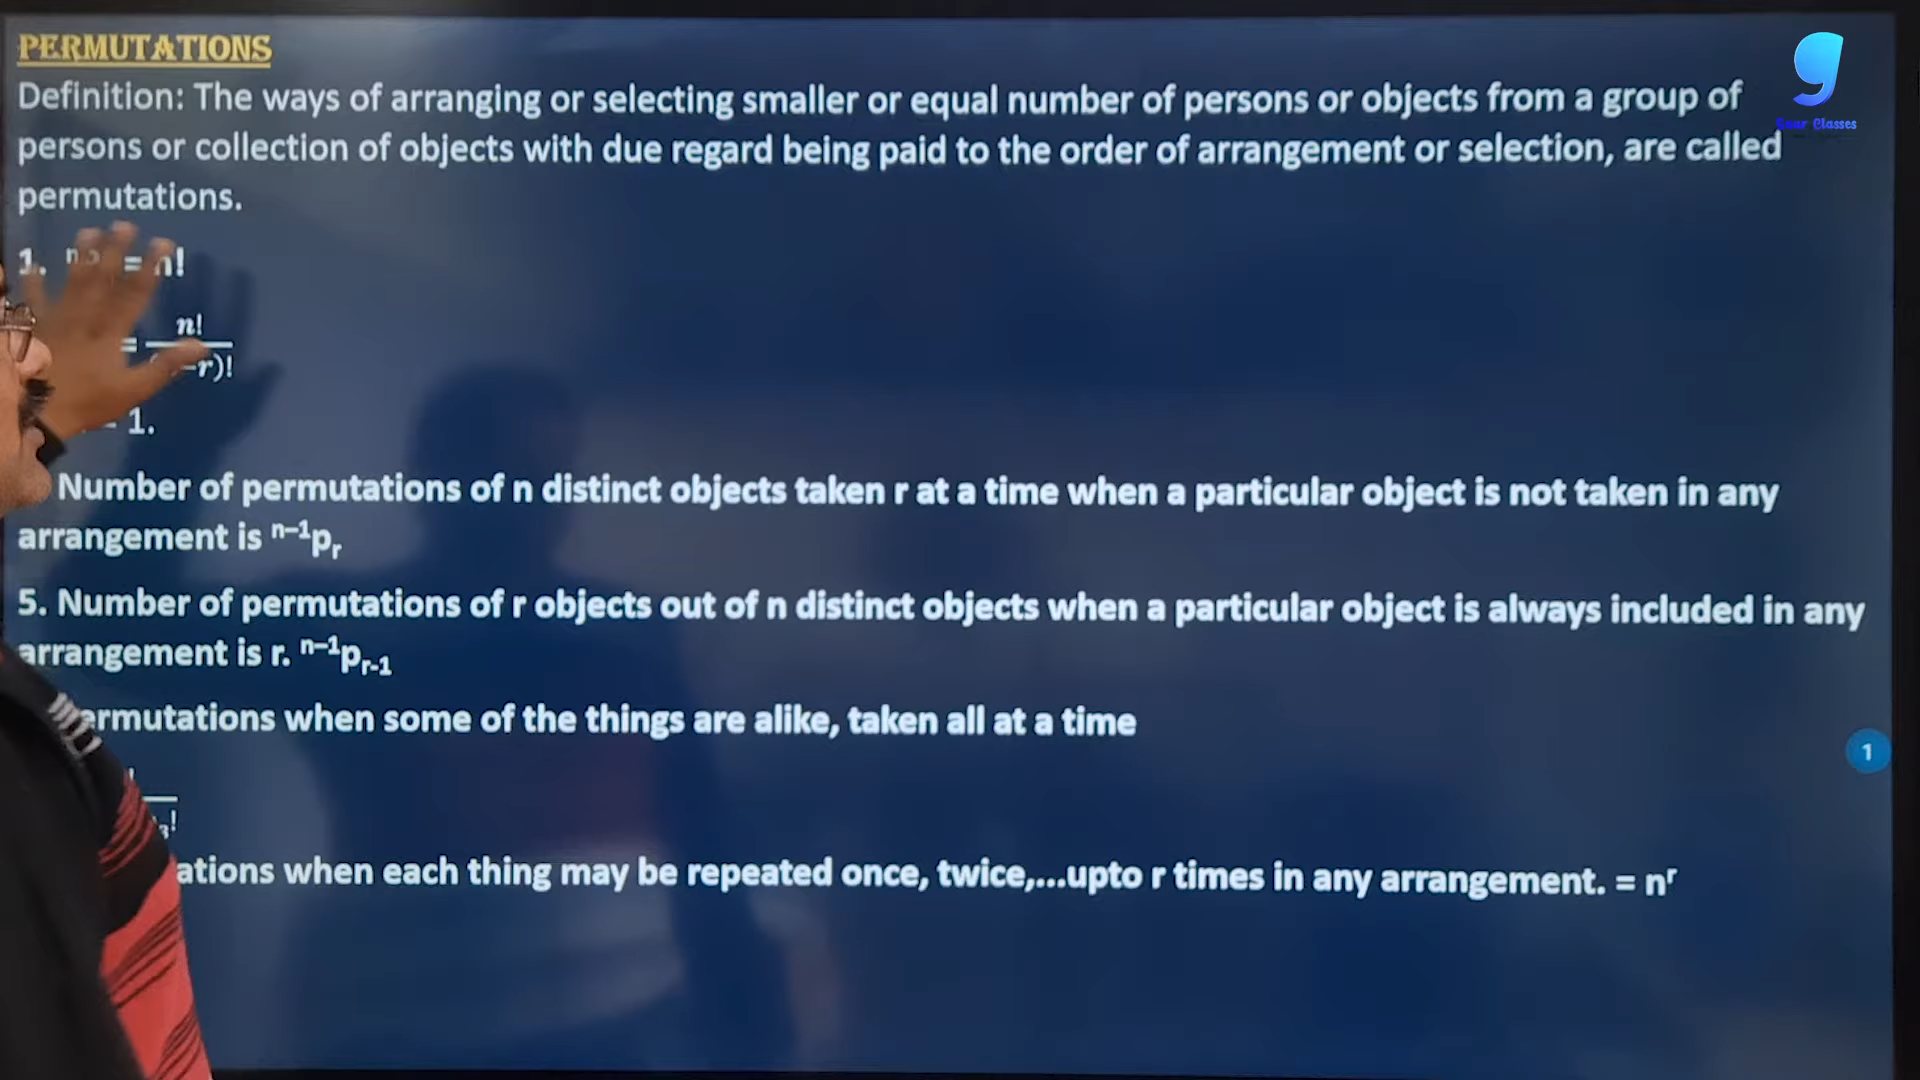 PERMUTATIONS
Definition: The ways of arranging or selecting smaller or equal number of persons or objects from a group of
persons or collection of objects with due regard being paid to the order of arrangement or selection, are called
permutations.
1. ⁿ = n!
= n! / -r)!
1.
Number of permutations of n distinct objects taken r at a time when a particular object is not taken in any
arrangement is ⁿ⁻¹pᵣ
5. Number of permutations of r objects out of n distinct objects when a particular object is always included in any
arrangement is r. ⁿ⁻¹pᵣ₋₁
ermutations when some of the things are alike, taken all at a time
₃!
ations when each thing may be repeated once, twice,...upto r times in any arrangement. = nʳ
Classes
1